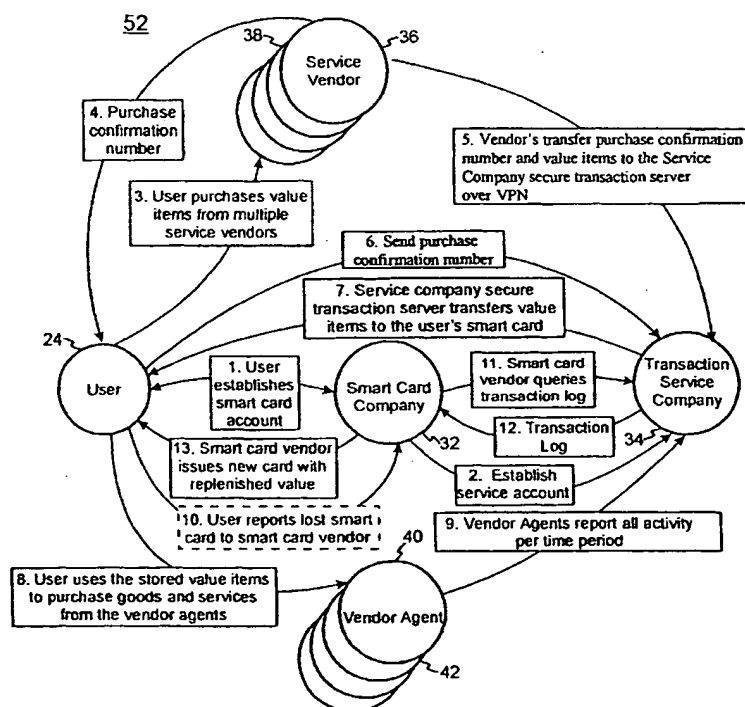 52
38
36
Service
Vendor
4. Purchase
confirmation
number
5. Vendor's transfer purchase confirmation
number and value items to the Service
Company secure transaction server
over VPN
3. User purchases value
items from multiple
service vendors
6. Send purchase
confirmation number
7. Service company secure
transaction server transfers value
items to the user's smart card
24
User
1. User
establishes
smart card
account
Smart Card
Company
32
11. Smart card
vendor queries
transaction log
Transaction
Service
Company
34
12. Transaction
Log
13. Smart card vendor
issues new card with
replenished value
2. Establish
service account
10. User reports lost smart
card to smart card vendor
9. Vendor Agents report all activity
per time period
8. User uses the stored value items
to purchase goods and services
from the vendor agents
40
Vendor Agent
42